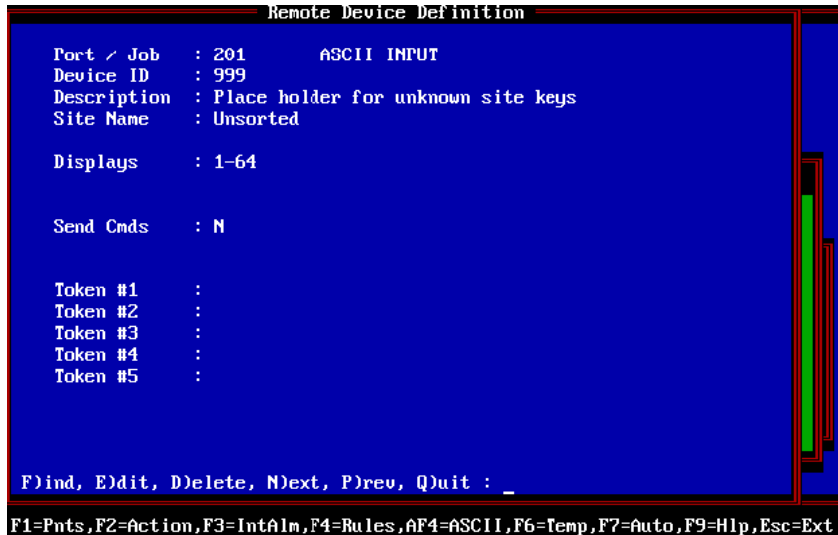 Remote Device Definition
Port / Job : 201 ASCII INPUT
Device ID : 999
Description : Place holder for unknown site keys
Site Name : Unsorted
Displays : 1-64
Send Cmds : N
Token #1 :
Token #2 :
Token #3 :
Token #4 :
Token #5 :
F)ind, E)dit, D)elete, N)ext, P)rev, Q)uit : _
F1=Pnts,F2=Action,F3=IntAlm,F4=Rules,AF4=ASCII,F6=Temp,F7=Auto,F9=Hlp,Esc=Ext